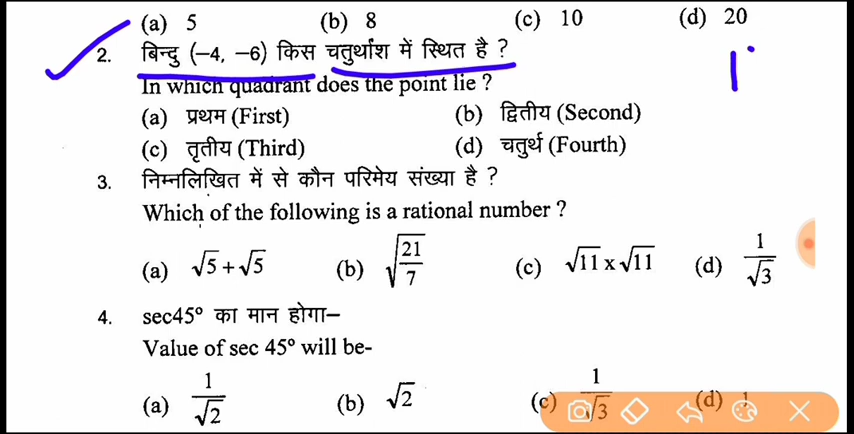 (a) 5 (b) 8 (c) 10 (d) 20
2. बिन्दु (−4, −6) किस चतुर्थांश में स्थित है ?
In which quadrant does the point lie ?
(a) प्रथम (First) (b) द्वितीय (Second)
(c) तृतीय (Third) (d) चतुर्थ (Fourth)
3. निम्नलिखित में से कौन परिमेय संख्या है ?
Which of the following is a rational number ?
(a) √5 + √5 (b) √(21/7) (c) √11 x √11 (d) 1/√3
4. sec45° का मान होगा–
Value of sec 45° will be-
(a) 1/√2 (b) √2 (c) 1/√3 (d) 1